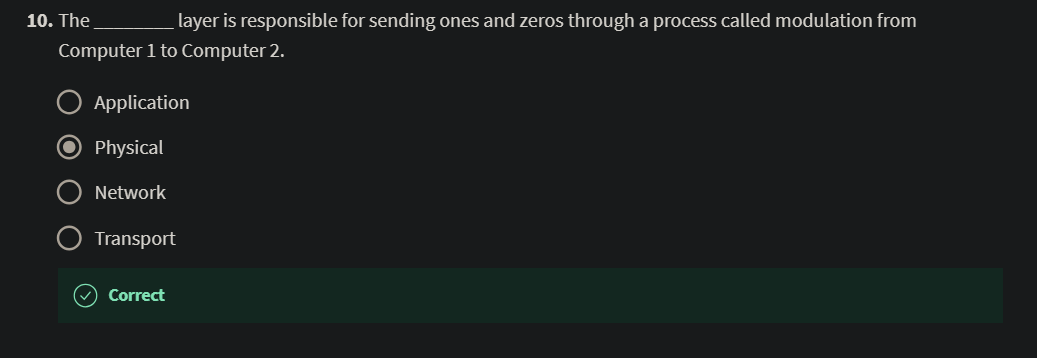 10. The ________ layer is responsible for sending ones and zeros through a process called modulation from
Computer 1 to Computer 2.
Application
Physical
Network
Transport
Correct